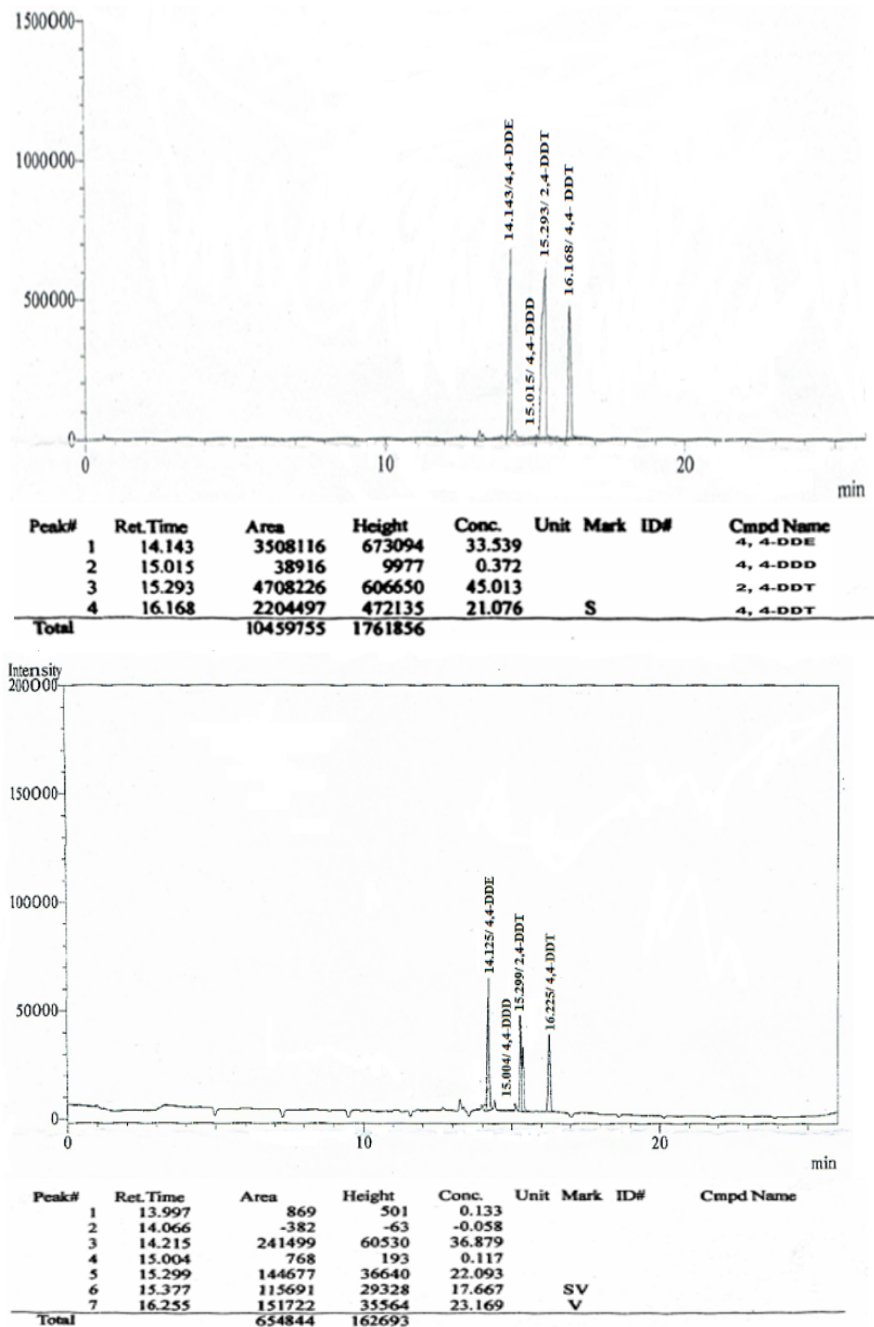 1500000
1000000
500000
0
14.143/4,4-DDE
15.015/ 4,4-DDD
15.293/ 2,4-DDT
16.168/ 4,4- DDT
0 10 20
min
Peak# Ret.Time Area Height Conc. Unit Mark ID# Cmpd Name
1 14.143 3508116 673094 33.539 4, 4-DDE
2 15.015 38916 9977 0.372 4, 4-DDD
3 15.293 4708226 606650 45.013 2, 4-DDT
4 16.168 2204497 472135 21.076 S 4, 4-DDT
Total 10459755 1761856
Intensity
200000
150000
100000
50000
0
14.125/ 4,4-DDE
15.004/ 4,4-DDD
15.299/ 2,4-DDT
16.225/ 4,4-DDT
0 10 20
min
Peak# Ret.Time Area Height Conc. Unit Mark ID# Cmpd Name
1 13.997 869 501 0.133
2 14.066 -382 -63 -0.058
3 14.215 241499 60530 36.879
4 15.004 768 193 0.117
5 15.299 144677 36640 22.093
6 15.377 115691 29328 17.667 SV
7 16.255 151722 35564 23.169 V
Total 654844 162693